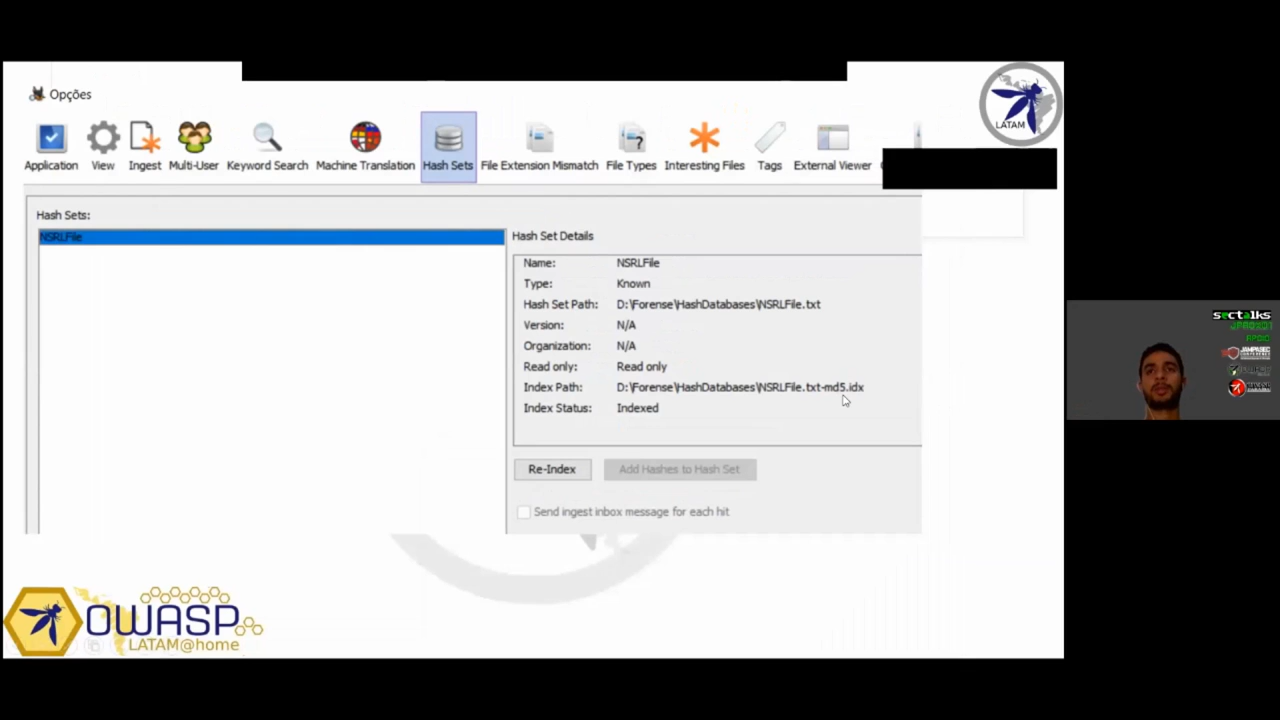 Opções
LATAM
Application View Ingest Multi-User Keyword Search Machine Translation Hash Sets File Extension Mismatch File Types Interesting Files Tags External Viewer
Hash Sets:
NSRLFile
Hash Set Details
Name: NSRLFile
Type: Known
Hash Set Path: D:\Forense\HashDatabases\NSRLFile.txt
Version: N/A
Organization: N/A
Read only: Read only
Index Path: D:\Forense\HashDatabases\NSRLFile.txt-md5.idx
Index Status: Indexed
Re-Index Add Hashes to Hash Set
Send ingest inbox message for each hit
OWASP
LATAM@home
sectalks